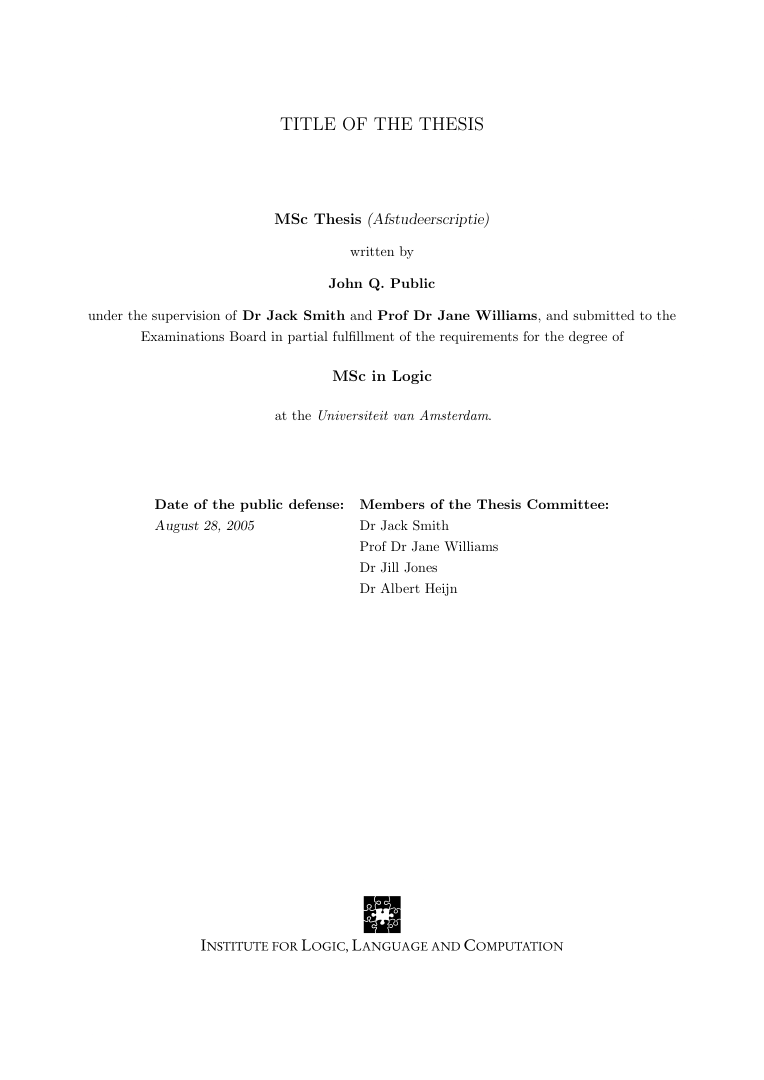 TITLE OF THE THESIS
MSc Thesis (Afstudeerscriptie)
written by
John Q. Public
under the supervision of Dr Jack Smith and Prof Dr Jane Williams, and submitted to the
Examinations Board in partial fulfillment of the requirements for the degree of
MSc in Logic
at the Universiteit van Amsterdam.
Date of the public defense:
August 28, 2005
Members of the Thesis Committee:
Dr Jack Smith
Prof Dr Jane Williams
Dr Jill Jones
Dr Albert Heijn
INSTITUTE FOR LOGIC, LANGUAGE AND COMPUTATION